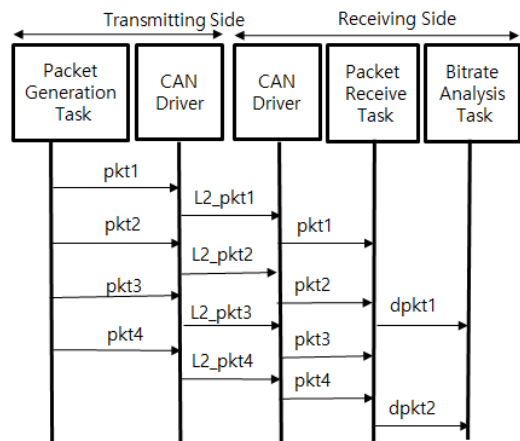 Transmitting Side
Receiving Side
Packet
Generation
Task
CAN
Driver
CAN
Driver
Packet
Receive
Task
Bitrate
Analysis
Task
pkt1
L2_pkt1
pkt2
pkt1
L2_pkt2
pkt3
pkt2
L2_pkt3
dpkt1
pkt4
pkt3
L2_pkt4
pkt4
dpkt2